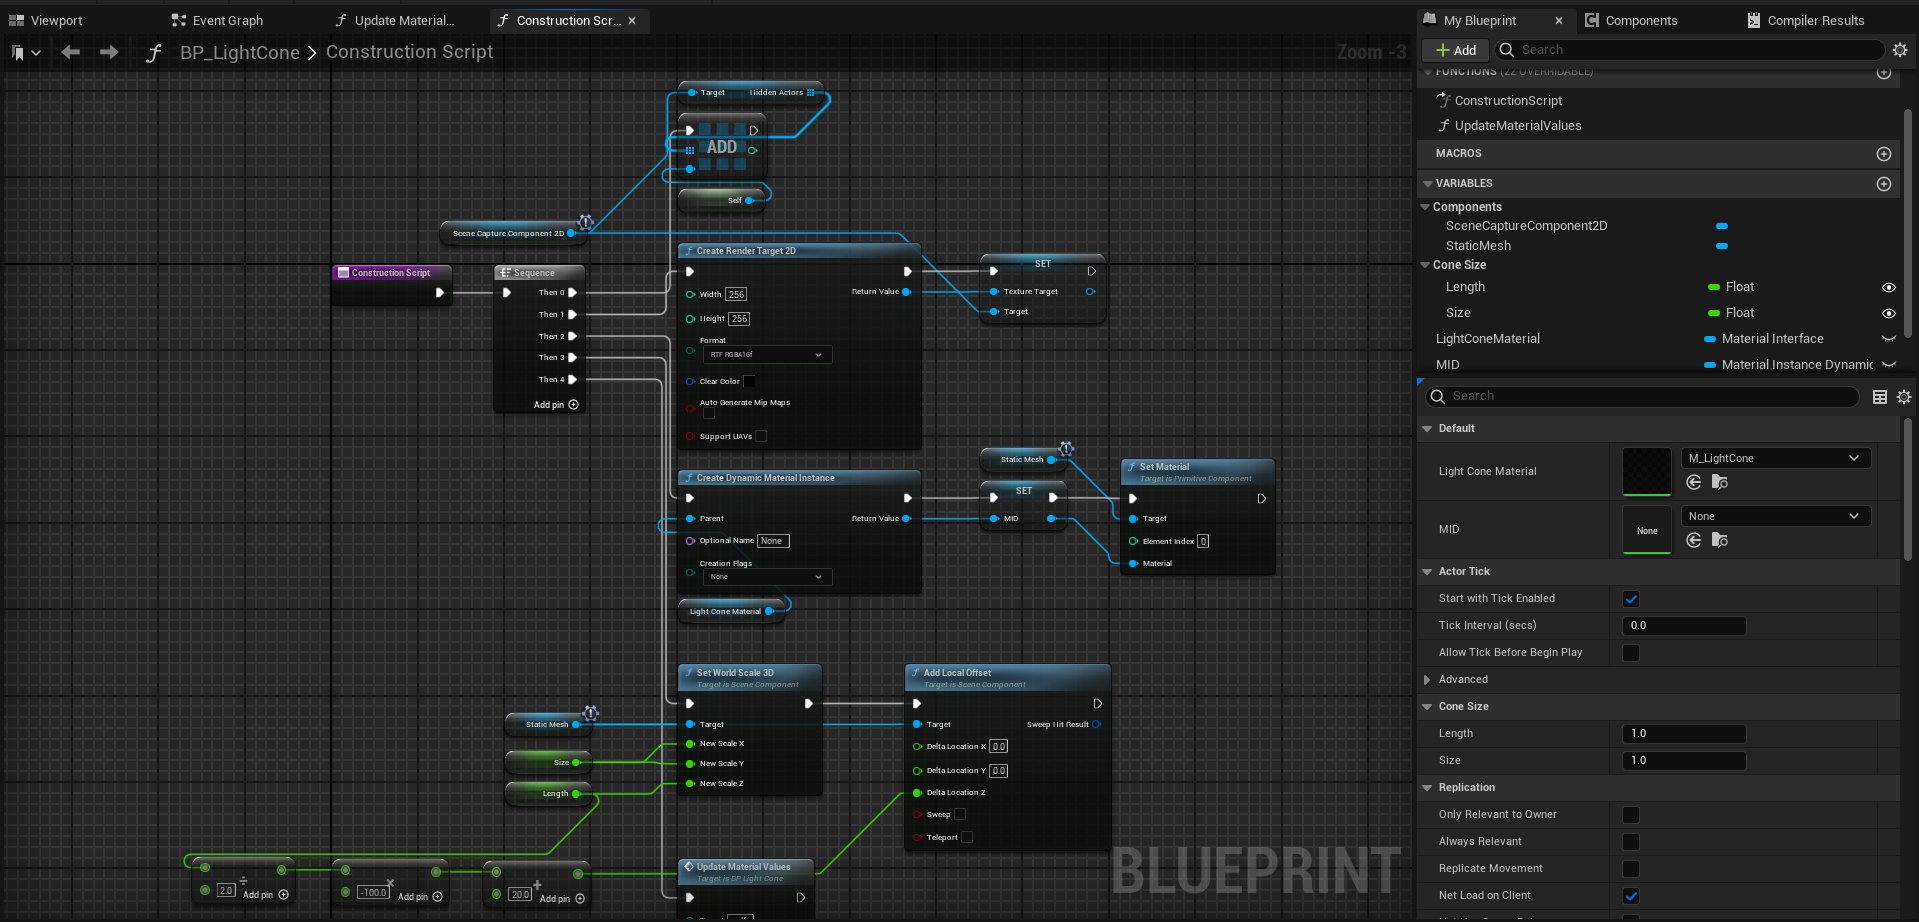 Viewport
Event Graph
Update Material...
Construction Scr...
My Blueprint
Components
Compiler Results
BP_LightCone > Construction Script
Zoom -3
Add
Search
FUNCTIONS (22 OVERRIDABLE)
ConstructionScript
UpdateMaterialValues
MACROS
VARIABLES
Components
SceneCaptureComponent2D
StaticMesh
Cone Size
Length
Float
Size
Float
LightConeMaterial
Material Interface
MID
Material Instance Dynamic
Target
Hidden Actors
ADD
Self
Scene Capture Component 2D
Construction Script
Sequence
Then 0
Then 1
Then 2
Then 3
Then 4
Add pin
Create Render Target 2D
Width 256
Return Value
Height 256
Format
RTF RGBA16f
Clear Color
Auto Generate Mip Maps
Support UAVs
SET
Texture Target
Target
Create Dynamic Material Instance
Parent
Return Value
Optional Name None
Creation Flags
None
Light Cone Material
Static Mesh
SET
MID
Set Material
Target is Primitive Component
Target
Element Index 0
Material
Set World Scale 3D
Target is Scene Component
Target
New Scale X
New Scale Y
New Scale Z
Static Mesh
Size
Length
Add Local Offset
Target is Scene Component
Target
Sweep Hit Result
Delta Location X 0.0
Delta Location Y 0.0
Delta Location Z
Sweep
Teleport
2.0 ÷ Add pin
-100.0 × Add pin
20.0 + Add pin
Update Material Values
Target is BP Light Cone
BLUEPRINT
Search
Default
Light Cone Material
M_LightCone
MID
None
None
Actor Tick
Start with Tick Enabled
Tick Interval (secs)
0.0
Allow Tick Before Begin Play
Advanced
Cone Size
Length
1.0
Size
1.0
Replication
Only Relevant to Owner
Always Relevant
Replicate Movement
Net Load on Client